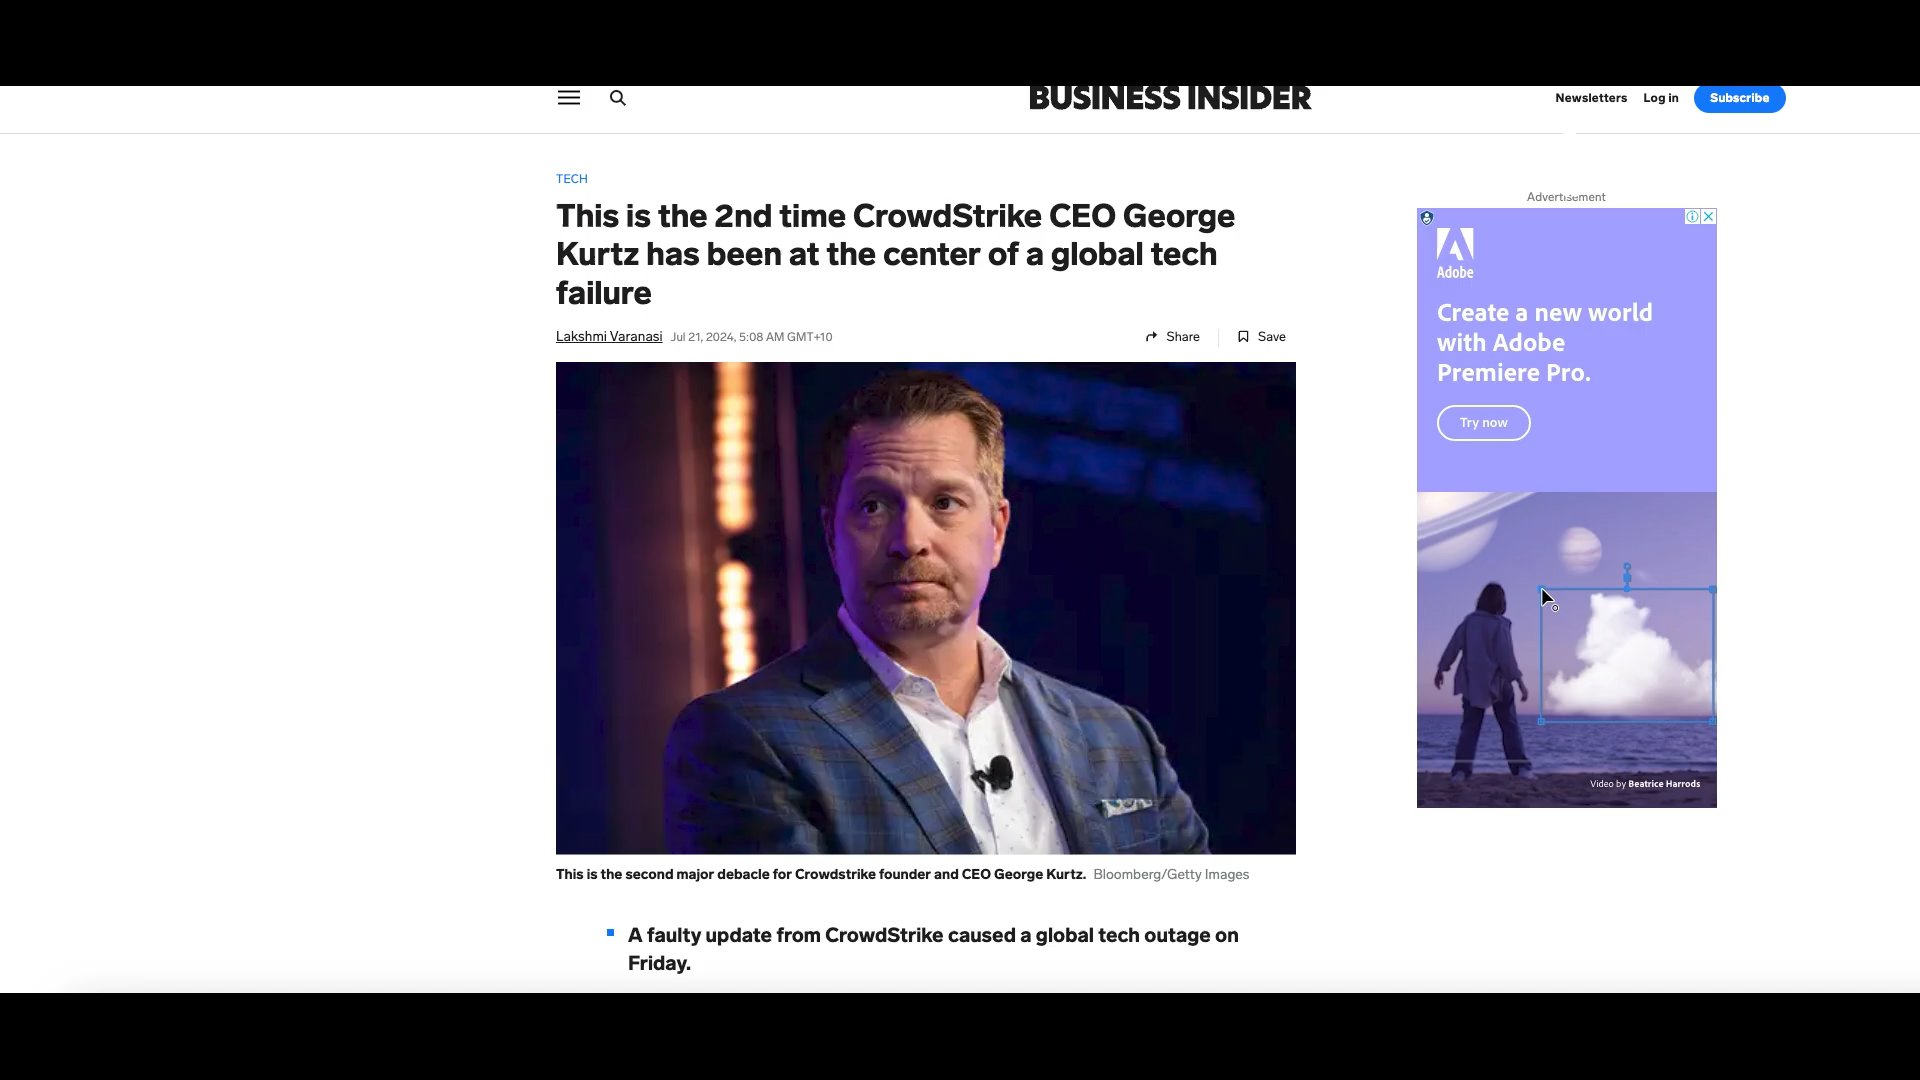 BUSINESS INSIDER
Newsletters
Log in
Subscribe
TECH
This is the 2nd time CrowdStrike CEO George
Kurtz has been at the center of a global tech
failure
Lakshmi Varanasi Jul 21, 2024, 5:08 AM GMT+10
Share
Save
This is the second major debacle for Crowdstrike founder and CEO George Kurtz. Bloomberg/Getty Images
A faulty update from CrowdStrike caused a global tech outage on
Friday.
Advertisement
Adobe
Create a new world
with Adobe
Premiere Pro.
Try now
Video by Beatrice Harrods